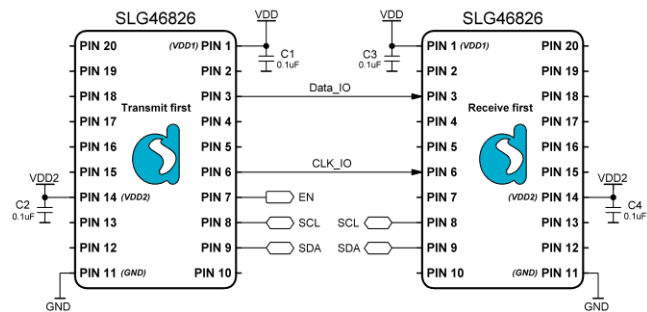 SLG46826 SLG46826
VDD VDD
PIN 20 (VDD1) PIN 1 C1 C3 PIN 1 (VDD1) PIN 20
0.1uF 0.1uF
PIN 19 PIN 2 PIN 2 PIN 19
Data_IO
PIN 18 PIN 3 PIN 3 PIN 18
Transmit first Receive first
PIN 17 PIN 4 PIN 4 PIN 17
PIN 16 PIN 5 PIN 5 PIN 16
CLK_IO
PIN 15 PIN 6 PIN 6 PIN 15
VDD2 VDD2
PIN 14 (VDD2) PIN 7 EN PIN 7 (VDD2) PIN 14
C2 C4
0.1uF 0.1uF
PIN 13 PIN 8 SCL SCL PIN 8 PIN 13
PIN 12 PIN 9 SDA SDA PIN 9 PIN 12
PIN 11 (GND) PIN 10 PIN 10 (GND) PIN 11
GND GND